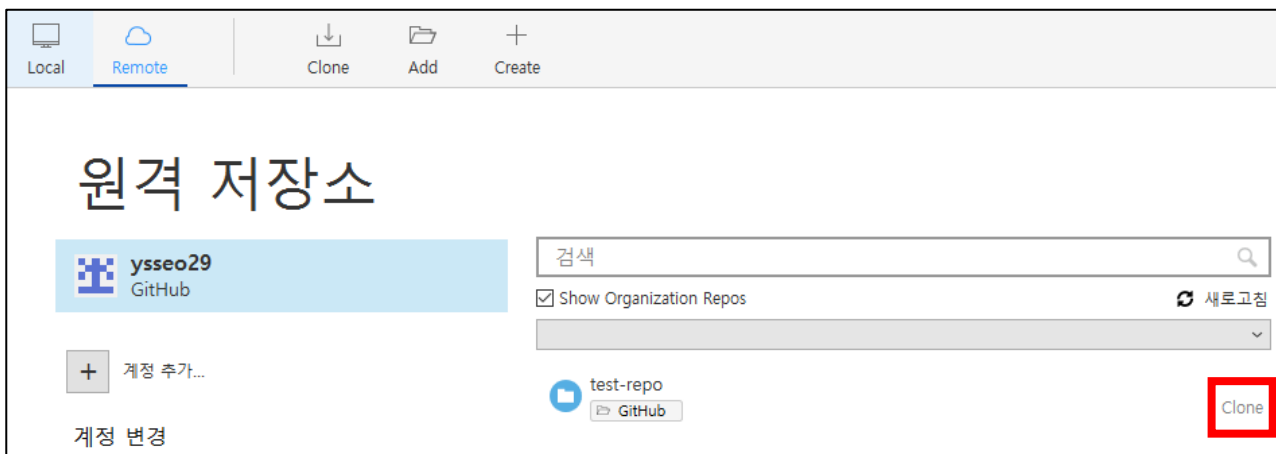 Local
Remote
Clone
Add
Create
원격 저장소
ysseo29
GitHub
계정 추가...
계정 변경
검색
Show Organization Repos
새로고침
test-repo
GitHub
Clone